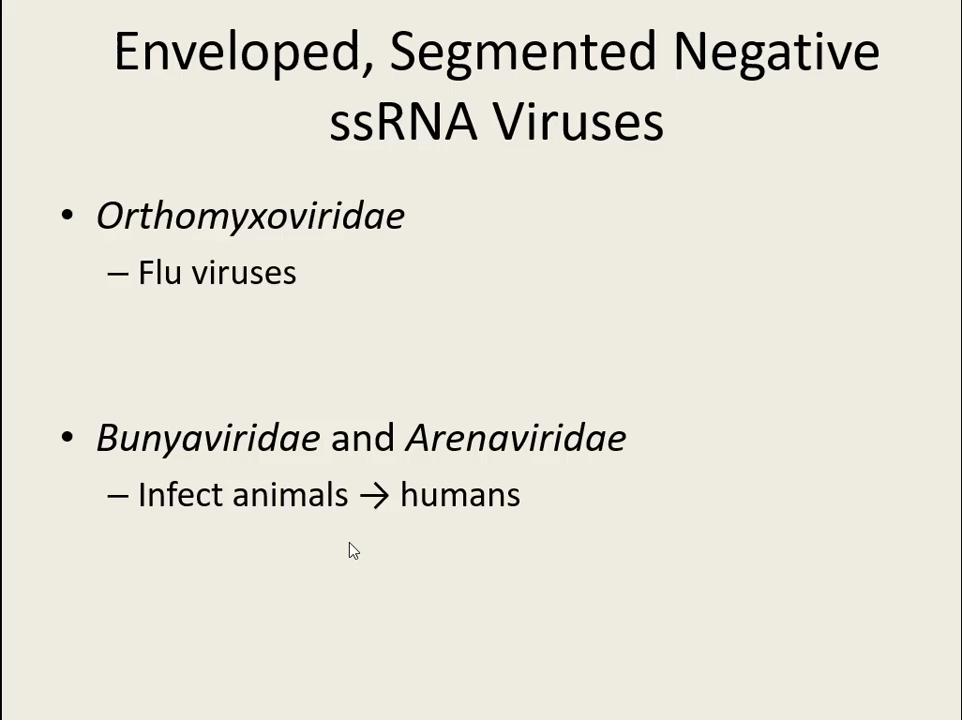 Enveloped, Segmented Negative
ssRNA Viruses
• Orthomyxoviridae
– Flu viruses
• Bunyaviridae and Arenaviridae
– Infect animals → humans